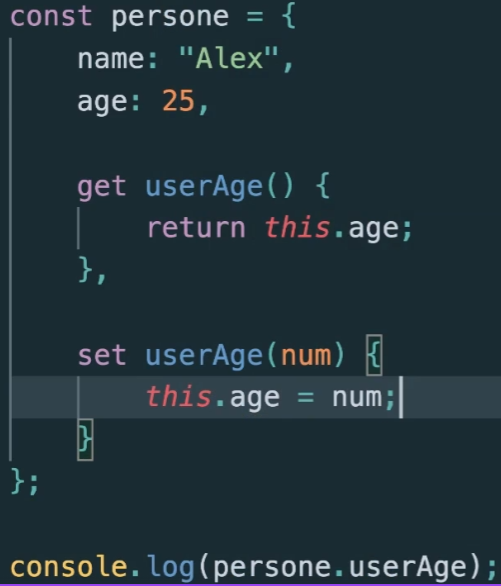 const persone = {
    name: "Alex",
    age: 25,
    get userAge() {
        return this.age;
    },
    set userAge(num) {
        this.age = num;
    }
};
console.log(persone.userAge);